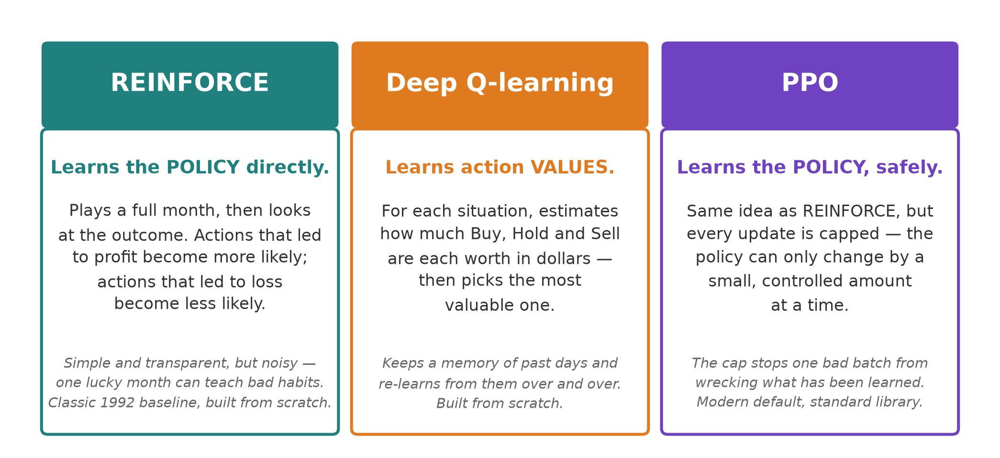 REINFORCE
Learns the POLICY directly.
Plays a full month, then looks
at the outcome. Actions that led
to profit become more likely;
actions that led to loss
become less likely.
Simple and transparent, but noisy —
one lucky month can teach bad habits.
Classic 1992 baseline, built from scratch.
Deep Q-learning
Learns action VALUES.
For each situation, estimates
how much Buy, Hold and Sell
are each worth in dollars —
then picks the most
valuable one.
Keeps a memory of past days and
re-learns from them over and over.
Built from scratch.
PPO
Learns the POLICY, safely.
Same idea as REINFORCE, but
every update is capped — the
policy can only change by a
small, controlled amount
at a time.
The cap stops one bad batch from
wrecking what has been learned.
Modern default, standard library.